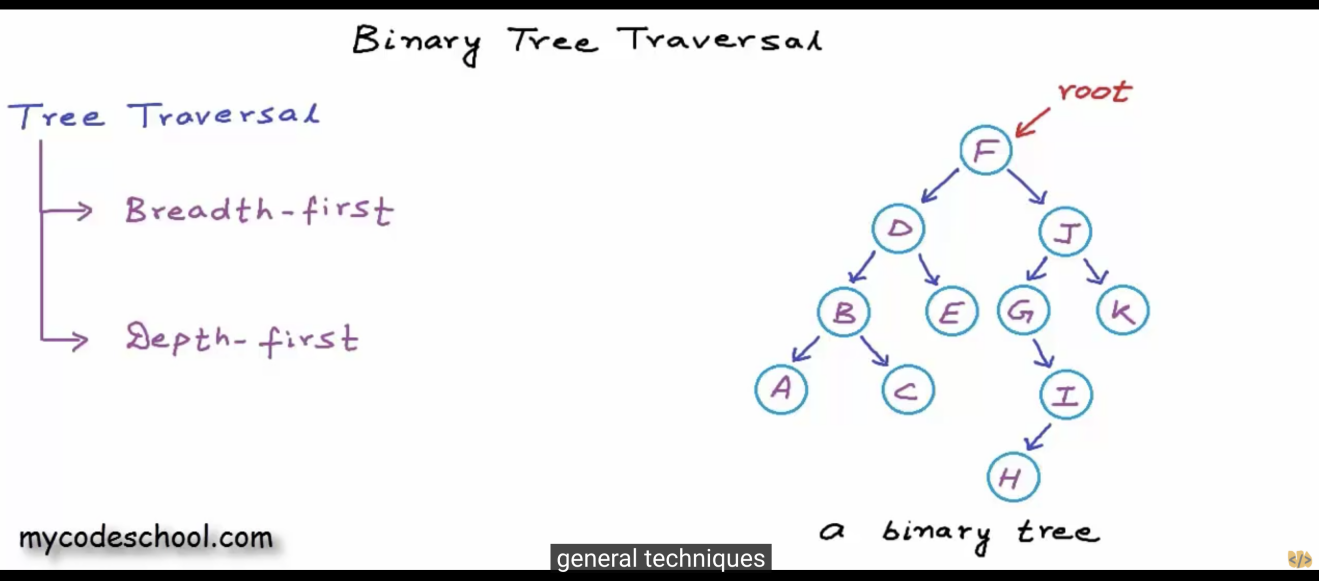 Binary Tree Traversal
Tree Traversal
Breadth-first
Depth-first
root
F
D
J
B
E
G
K
A
C
I
H
a binary tree
mycodeschool.com
general techniques
</>